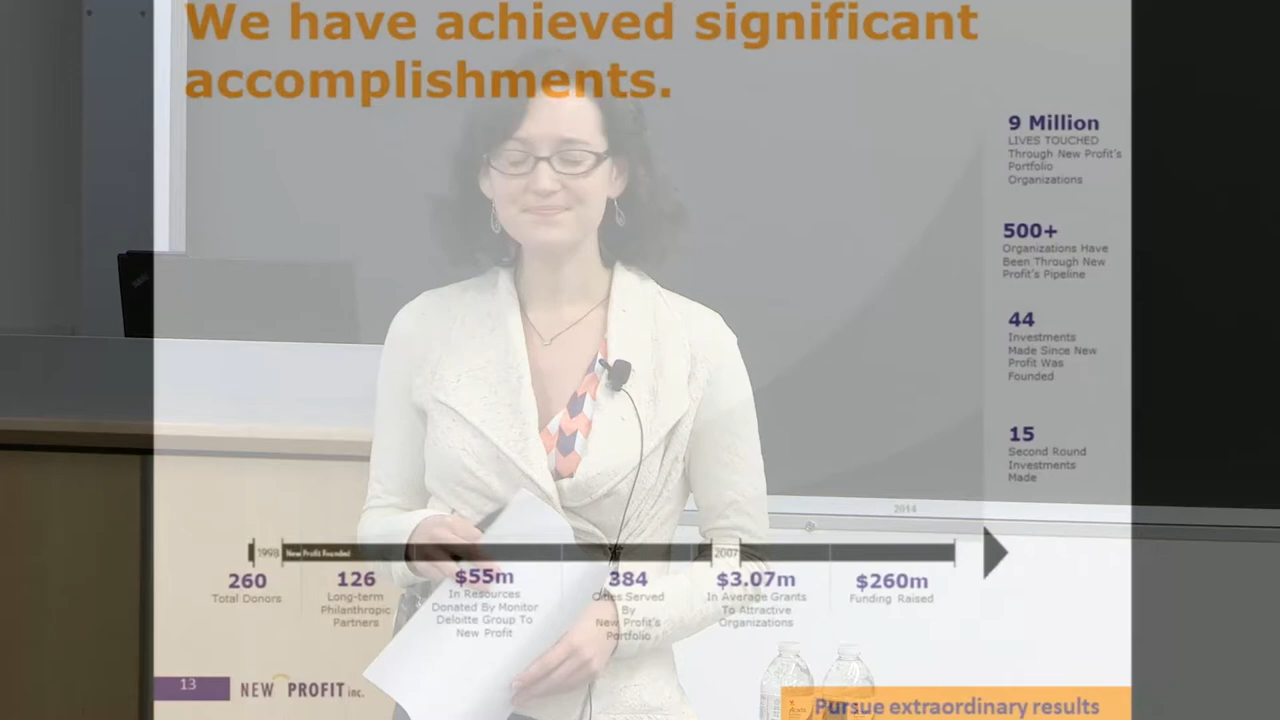 We have achieved significant
accomplishments.
9 Million
LIVES TOUCHED
Through New Profit's
Portfolio
Organizations
500+
Organizations Have
Been Through New
Profit's Pipeline
44
Investments
Made Since New
Profit Was
Founded
15
Second Round
Investments
Made
2014
1998
New Profit Founded
2007
260
Total Donors
126
Long-term
Philanthropic
Partners
$55m
In Resources
Donated By Monitor
Deloitte Group To
New Profit
384
Cities Served
By
New Profit's
Portfolio
$3.07m
In Average Grants
To Attractive
Organizations
$260m
Funding Raised
13
NEW PROFIT inc.
Pursue extraordinary results